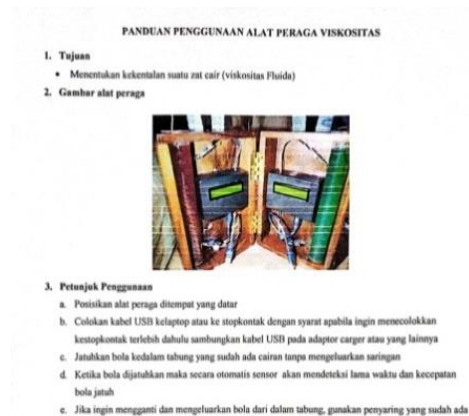 PANDUAN PENGGUNAAN ALAT PERAGA VISKOSITAS
1. Tujuan
• Menentukan kekentalan suatu zat cair (viskositas Fluida)
2. Gambar alat peraga
3. Petunjuk Penggunaan
a. Posisikan alat peraga ditempat yang datar
b. Colokan kabel USB kelaptop atau ke stopkontak dengan syarat apabila ingin menecolokkan
kestopkontak terlebih dahulu sambungkan kabel USB pada adaptor carger atau yang lainnya
c. Jatuhkan bola kedalam tabung yang sudah ada cairan tanpa mengeluarkan saringan
d. Ketika bola dijatuhkan maka secara otomatis sensor akan mendeteksi lama waktu dan kecepatan
bola jatuh
e. Jika ingin mengganti dan mengeluarkan bola dari dalam tabung, gunakan penyaring yang sudah ada